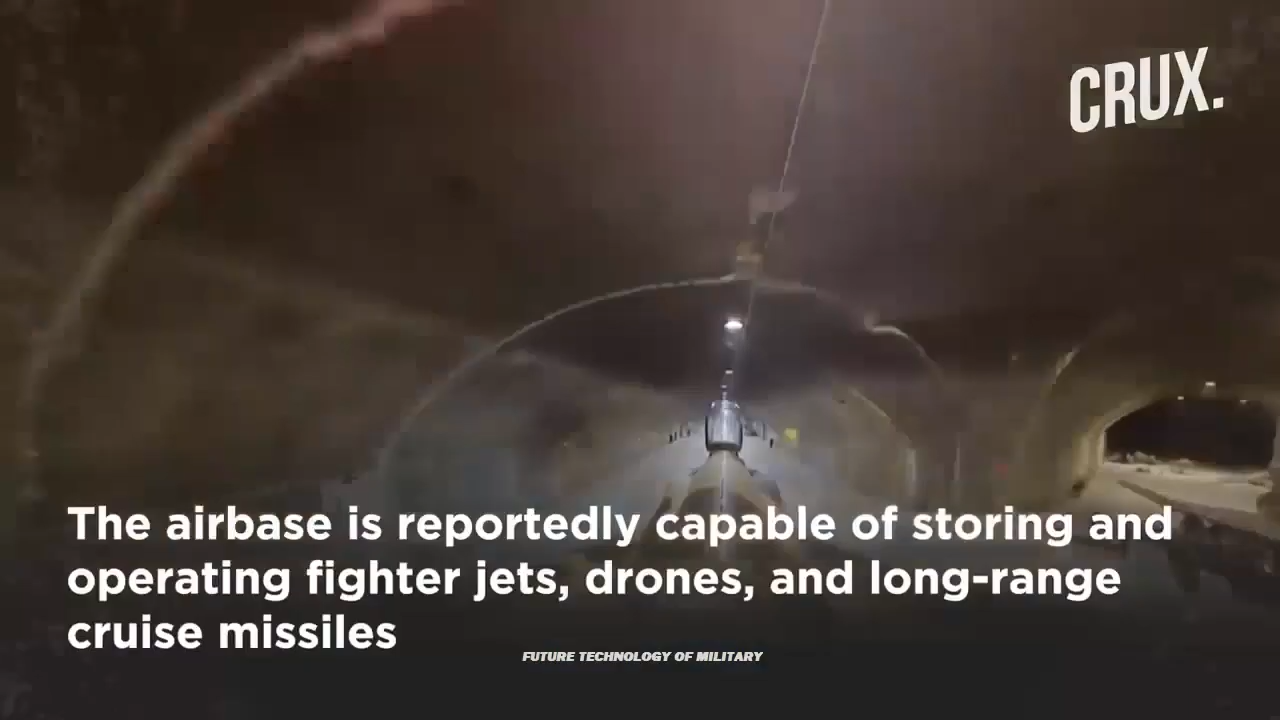 CRUX.
The airbase is reportedly capable of storing and
operating fighter jets, drones, and long-range
cruise missiles
FUTURE TECHNOLOGY OF MILITARY